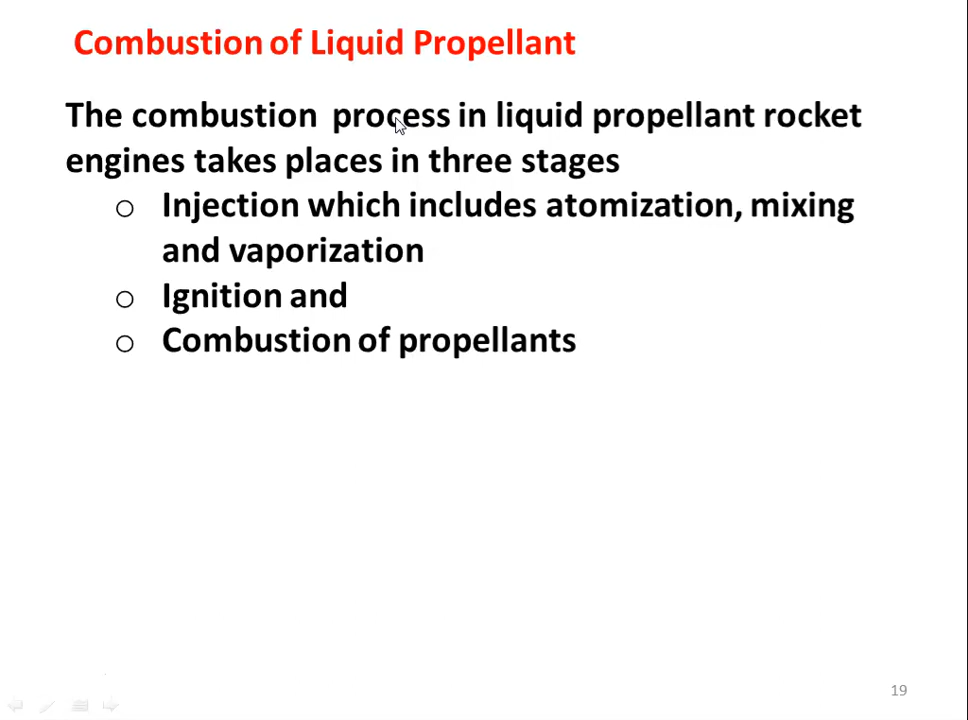 Combustion of Liquid Propellant
The combustion process in liquid propellant rocket
engines takes places in three stages
o Injection which includes atomization, mixing
and vaporization
o Ignition and
o Combustion of propellants
19